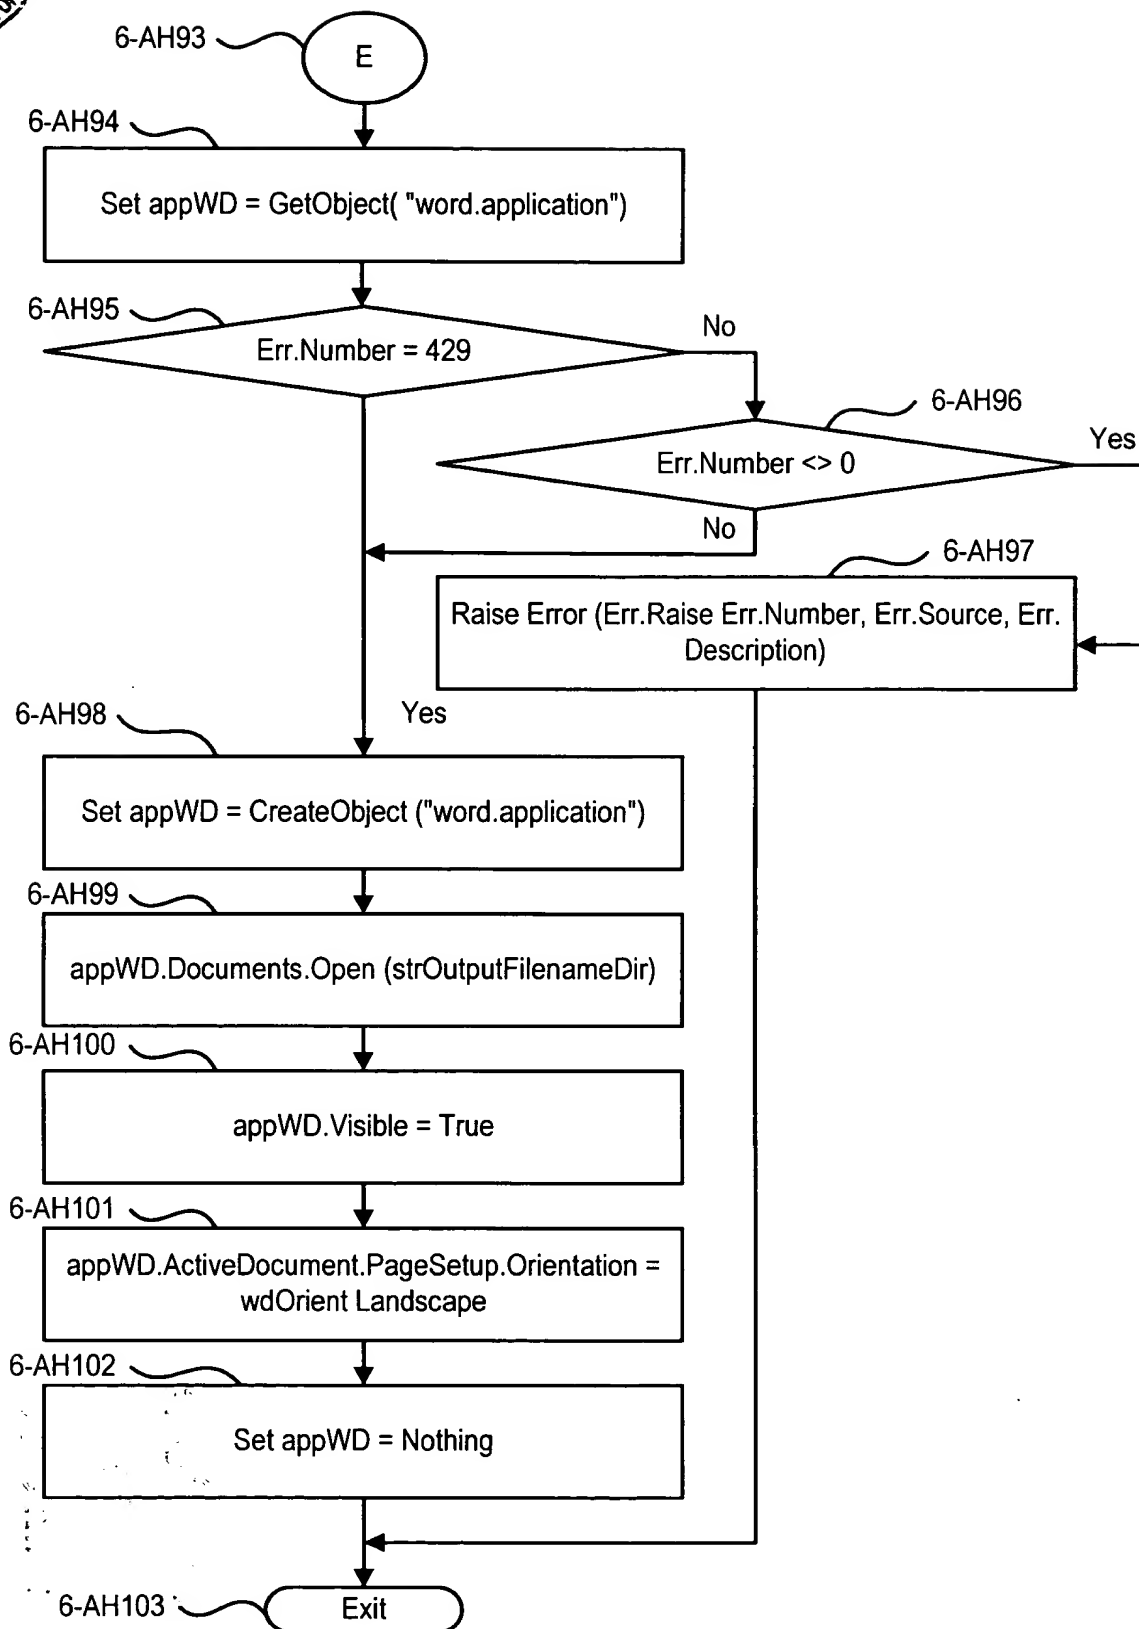 6-AH93
E
6-AH94
Set appWD = GetObject( "word.application")
6-AH95
Err.Number = 429
No
6-AH96
Err.Number <> 0
Yes
No
6-AH97
Raise Error (Err.Raise Err.Number, Err.Source, Err.
Description)
Yes
6-AH98
Set appWD = CreateObject ("word.application")
6-AH99
appWD.Documents.Open (strOutputFilenameDir)
6-AH100
appWD.Visible = True
6-AH101
appWD.ActiveDocument.PageSetup.Orientation =
wdOrient Landscape
6-AH102
Set appWD = Nothing
6-AH103
Exit